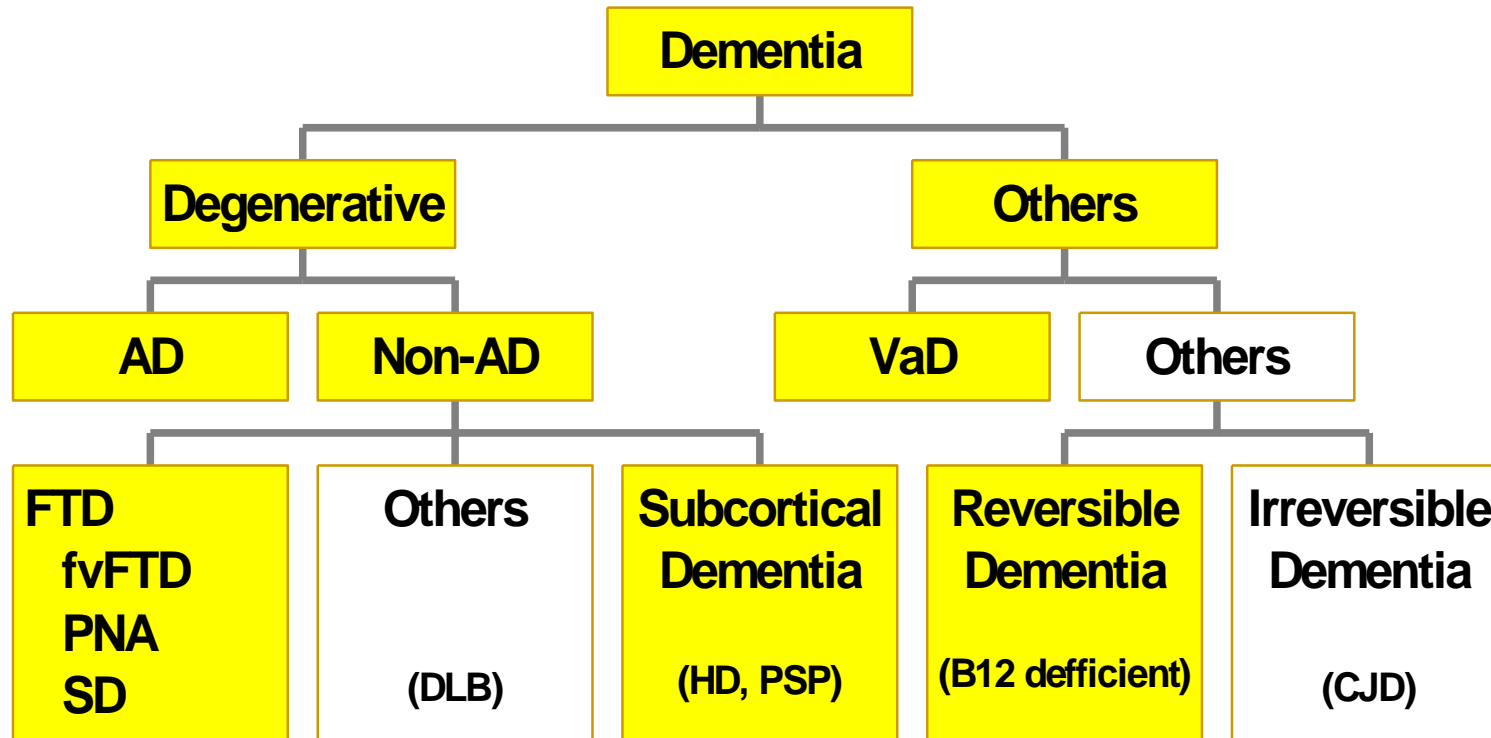 Dementia
Degenerative
Others
AD
Non-AD
VaD
Others
FTD
fvFTD
PNA
SD
Others
(DLB)
Subcortical
Dementia
(HD, PSP)
Reversible
Dementia
(B12 defficient)
Irreversible
Dementia
(CJD)